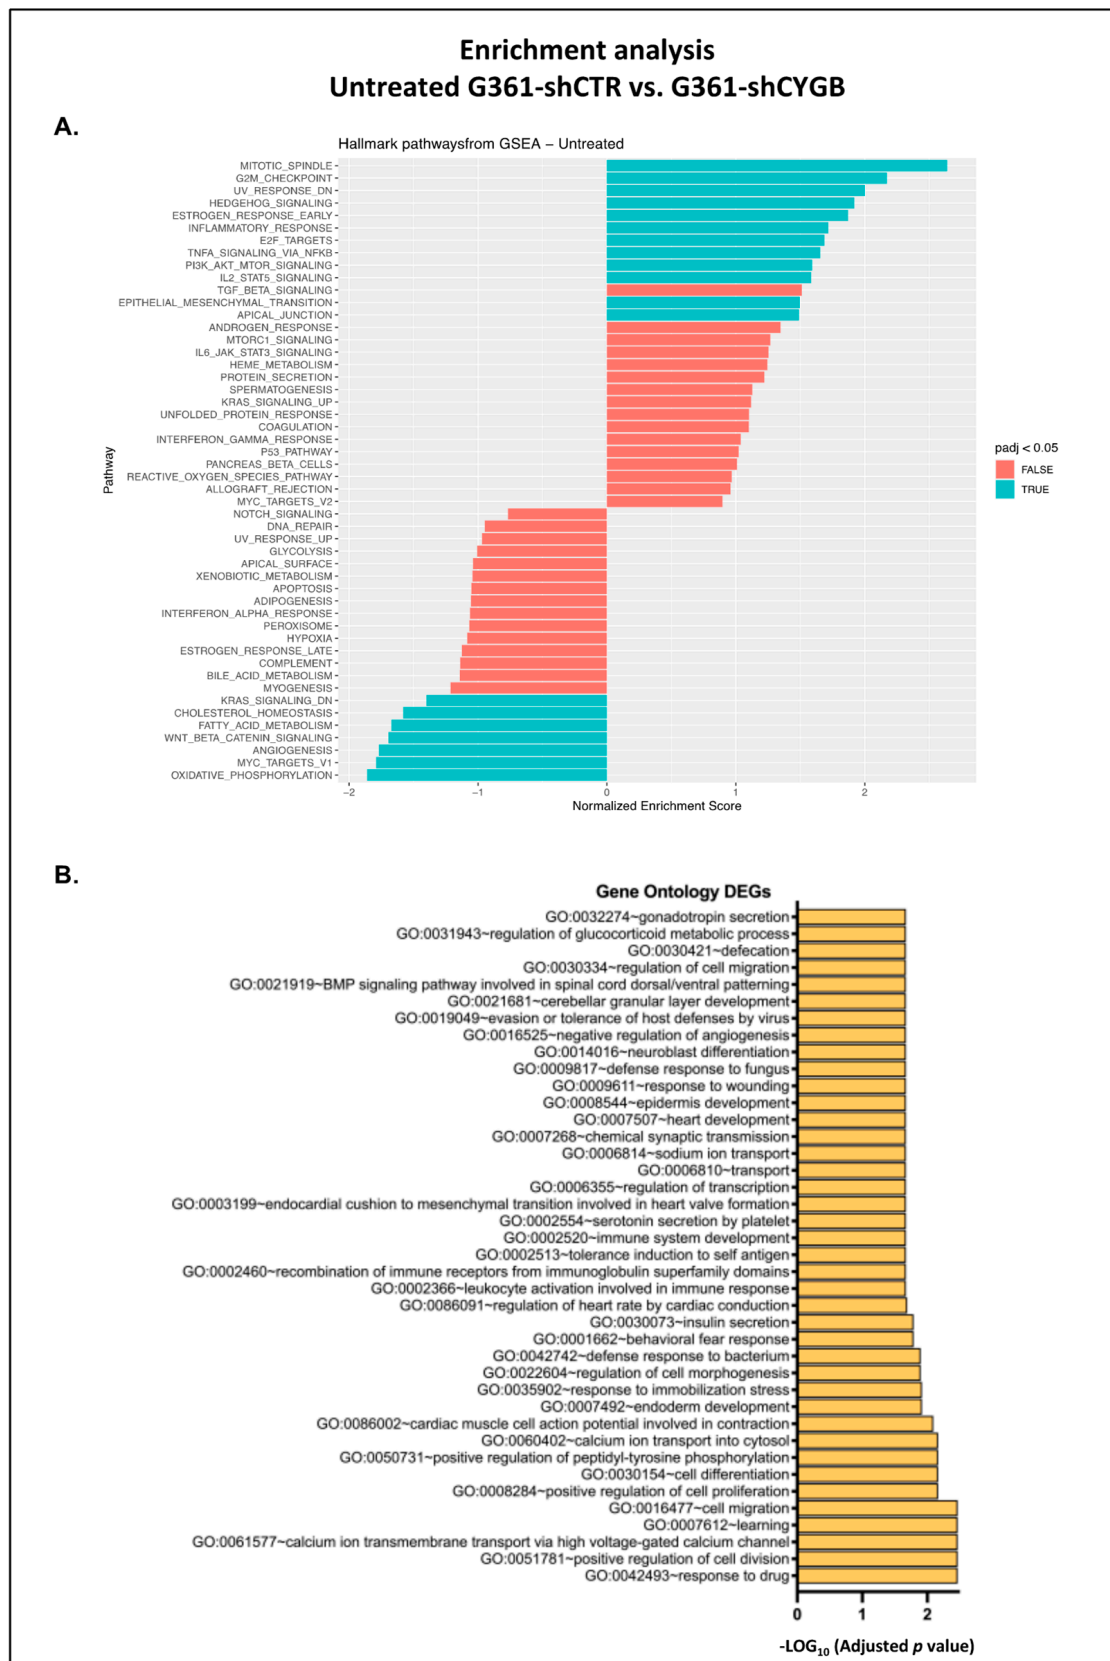 Enrichment analysis
Untreated G361-shCTR vs. G361-shCYGB
A.
Hallmark pathwaysfrom GSEA – Untreated
MITOTIC_SPINDLE
G2M_CHECKPOINT
UV_RESPONSE_DN
HEDGEHOG_SIGNALING
ESTROGEN_RESPONSE_EARLY
INFLAMMATORY_RESPONSE
E2F_TARGETS
TNFA_SIGNALING_VIA_NFKB
PI3K_AKT_MTOR_SIGNALING
IL2_STAT5_SIGNALING
TGF_BETA_SIGNALING
EPITHELIAL_MESENCHYMAL_TRANSITION
APICAL_JUNCTION
ANDROGEN_RESPONSE
MTORC1_SIGNALING
IL6_JAK_STAT3_SIGNALING
HEME_METABOLISM
PROTEIN_SECRETION
SPERMATOGENESIS
KRAS_SIGNALING_UP
UNFOLDED_PROTEIN_RESPONSE
COAGULATION
INTERFERON_GAMMA_RESPONSE
P53_PATHWAY
PANCREAS_BETA_CELLS
REACTIVE_OXYGEN_SPECIES_PATHWAY
ALLOGRAFT_REJECTION
MYC_TARGETS_V2
NOTCH_SIGNALING
DNA_REPAIR
UV_RESPONSE_UP
GLYCOLYSIS
APICAL_SURFACE
XENOBIOTIC_METABOLISM
APOPTOSIS
ADIPOGENESIS
INTERFERON_ALPHA_RESPONSE
PEROXISOME
HYPOXIA
ESTROGEN_RESPONSE_LATE
COMPLEMENT
BILE_ACID_METABOLISM
MYOGENESIS
KRAS_SIGNALING_DN
CHOLESTEROL_HOMEOSTASIS
FATTY_ACID_METABOLISM
WNT_BETA_CATENIN_SIGNALING
ANGIOGENESIS
MYC_TARGETS_V1
OXIDATIVE_PHOSPHORYLATION
Pathway
−2 −1 0 1 2
Normalized Enrichment Score
padj < 0.05
FALSE
TRUE
B.
Gene Ontology DEGs
GO:0032274~gonadotropin secretion
GO:0031943~regulation of glucocorticoid metabolic process
GO:0030421~defecation
GO:0030334~regulation of cell migration
GO:0021919~BMP signaling pathway involved in spinal cord dorsal/ventral patterning
GO:0021681~cerebellar granular layer development
GO:0019049~evasion or tolerance of host defenses by virus
GO:0016525~negative regulation of angiogenesis
GO:0014016~neuroblast differentiation
GO:0009817~defense response to fungus
GO:0009611~response to wounding
GO:0008544~epidermis development
GO:0007507~heart development
GO:0007268~chemical synaptic transmission
GO:0006814~sodium ion transport
GO:0006810~transport
GO:0006355~regulation of transcription
GO:0003199~endocardial cushion to mesenchymal transition involved in heart valve formation
GO:0002554~serotonin secretion by platelet
GO:0002520~immune system development
GO:0002513~tolerance induction to self antigen
GO:0002460~recombination of immune receptors from immunoglobulin superfamily domains
GO:0002366~leukocyte activation involved in immune response
GO:0086091~regulation of heart rate by cardiac conduction
GO:0030073~insulin secretion
GO:0001662~behavioral fear response
GO:0042742~defense response to bacterium
GO:0022604~regulation of cell morphogenesis
GO:0035902~response to immobilization stress
GO:0007492~endoderm development
GO:0086002~cardiac muscle cell action potential involved in contraction
GO:0060402~calcium ion transport into cytosol
GO:0050731~positive regulation of peptidyl-tyrosine phosphorylation
GO:0030154~cell differentiation
GO:0008284~positive regulation of cell proliferation
GO:0016477~cell migration
GO:0007612~learning
GO:0061577~calcium ion transmembrane transport via high voltage-gated calcium channel
GO:0051781~positive regulation of cell division
GO:0042493~response to drug
0 1 2
-LOG₁₀ (Adjusted p value)